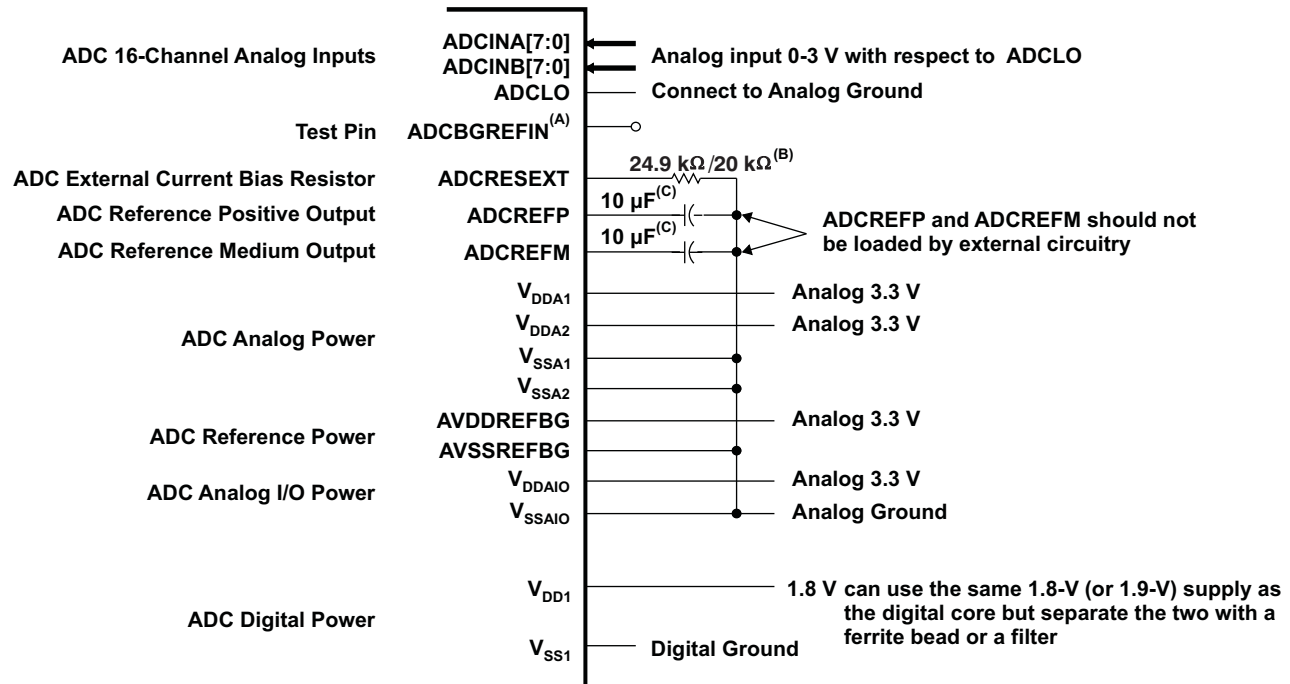 ADC 16-Channel Analog Inputs
ADCINA[7:0]
ADCINB[7:0]
Analog input 0-3 V with respect to ADCLO
ADCLO
Connect to Analog Ground
Test Pin
ADCBGREFIN(A)
ADC External Current Bias Resistor
ADCRESEXT
24.9 kΩ/20 kΩ(B)
ADC Reference Positive Output
ADCREFP
10 µF(C)
ADC Reference Medium Output
ADCREFM
10 µF(C)
ADCREFP and ADCREFM should not
be loaded by external circuitry
ADC Analog Power
VDDA1
Analog 3.3 V
VDDA2
Analog 3.3 V
VSSA1
VSSA2
ADC Reference Power
AVDDREFBG
Analog 3.3 V
AVSSREFBG
ADC Analog I/O Power
VDDAIO
Analog 3.3 V
VSSAIO
Analog Ground
ADC Digital Power
VDD1
1.8 V can use the same 1.8-V (or 1.9-V) supply as
the digital core but separate the two with a
ferrite bead or a filter
VSS1
Digital Ground